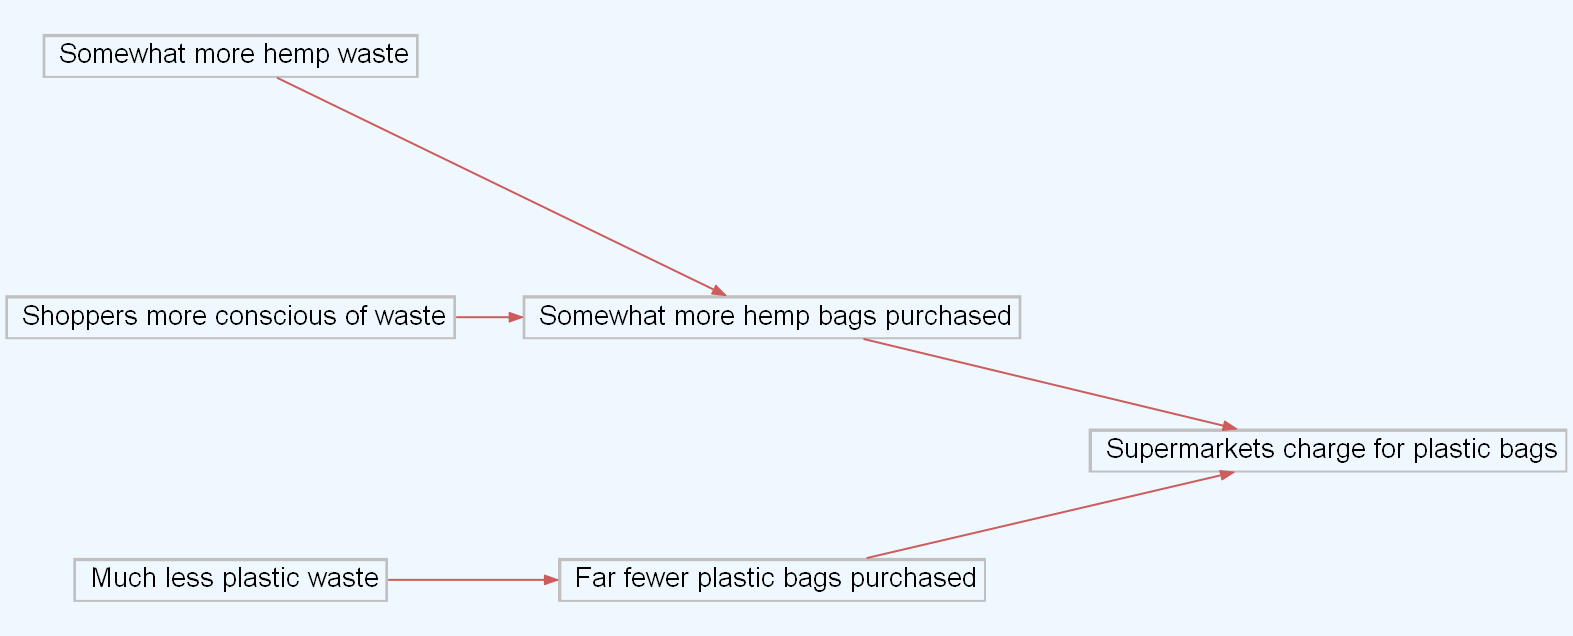 Somewhat more hemp waste
Shoppers more conscious of waste
Somewhat more hemp bags purchased
Supermarkets charge for plastic bags
Much less plastic waste
Far fewer plastic bags purchased